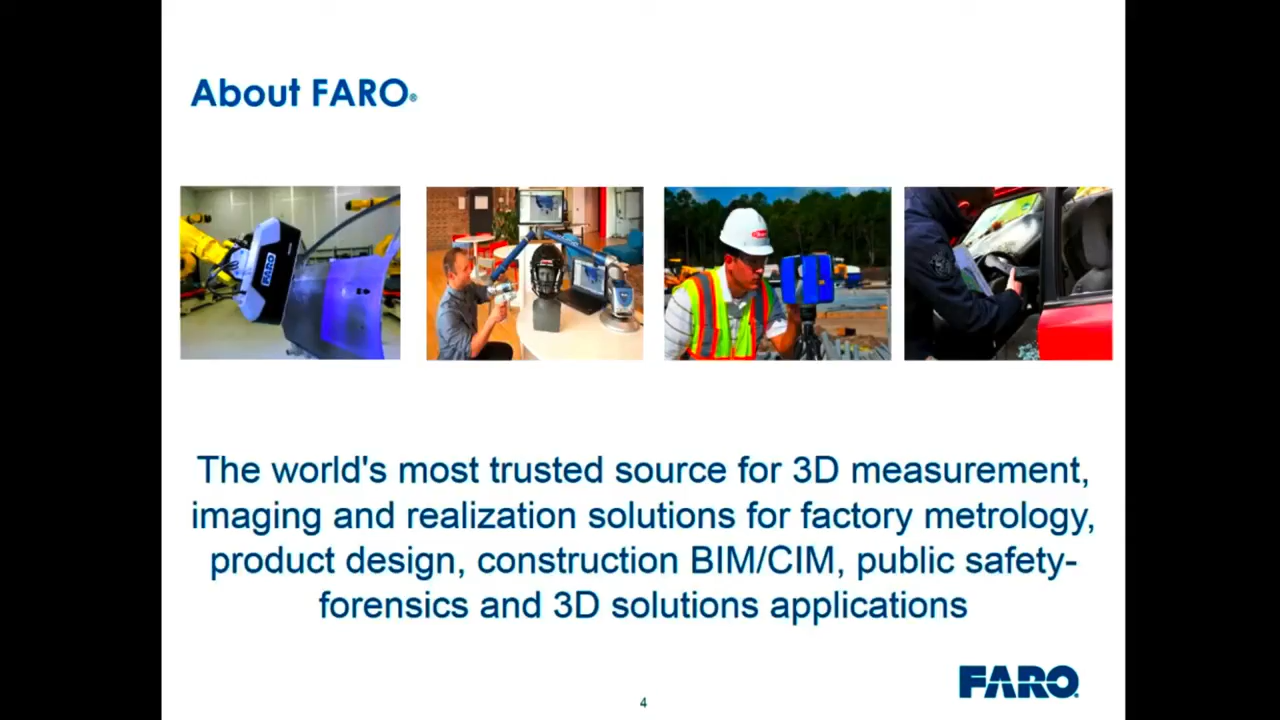 About FARO®
FARO
The world's most trusted source for 3D measurement,
imaging and realization solutions for factory metrology,
product design, construction BIM/CIM, public safety-
forensics and 3D solutions applications
FARO
4